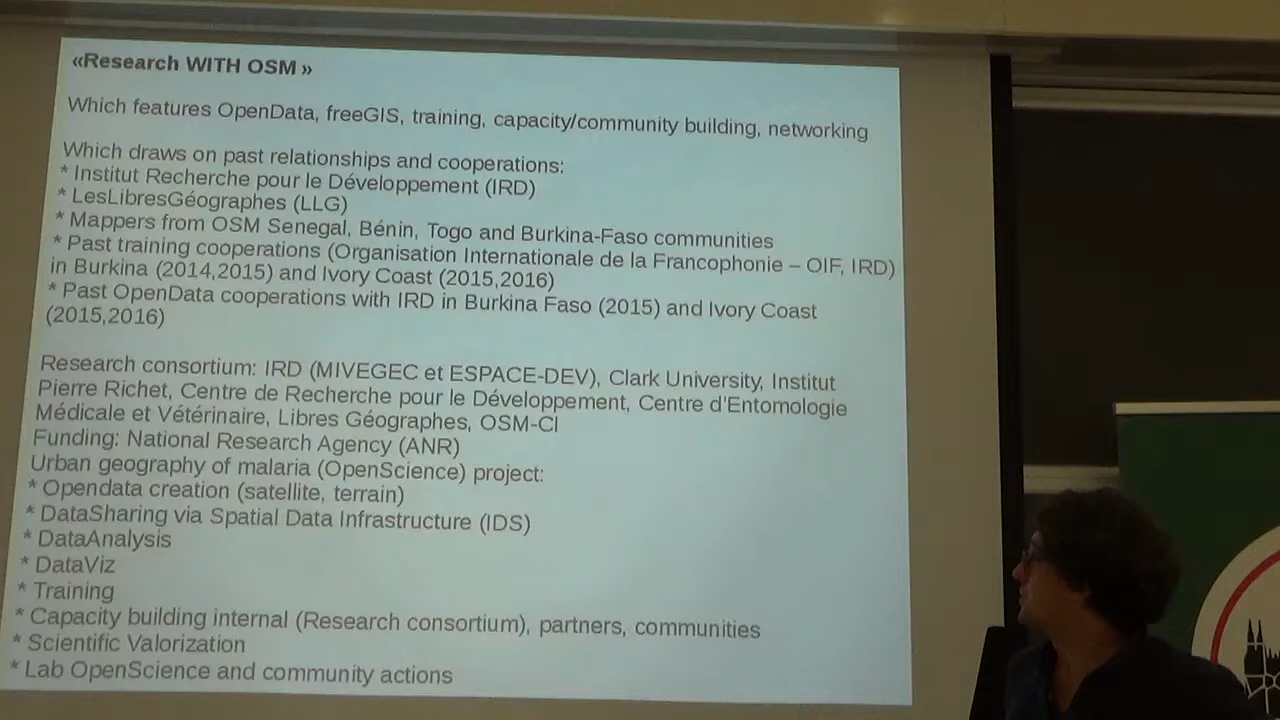 «Research WITH OSM »
Which features OpenData, freeGIS, training, capacity/community building, networking
Which draws on past relationships and cooperations:
* Institut Recherche pour le Développement (IRD)
* LesLibresGéographes (LLG)
* Mappers from OSM Senegal, Bénin, Togo and Burkina-Faso communities
* Past training cooperations (Organisation Internationale de la Francophonie – OIF, IRD)
in Burkina (2014,2015) and Ivory Coast (2015,2016)
* Past OpenData cooperations with IRD in Burkina Faso (2015) and Ivory Coast
(2015,2016)
Research consortium: IRD (MIVEGEC et ESPACE-DEV), Clark University, Institut
Pierre Richet, Centre de Recherche pour le Développement, Centre d'Entomologie
Médicale et Vétérinaire, Libres Géographes, OSM-CI
Funding: National Research Agency (ANR)
Urban geography of malaria (OpenScience) project:
* Opendata creation (satellite, terrain)
* DataSharing via Spatial Data Infrastructure (IDS)
* DataAnalysis
* DataViz
* Training
* Capacity building internal (Research consortium), partners, communities
* Scientific Valorization
* Lab OpenScience and community actions